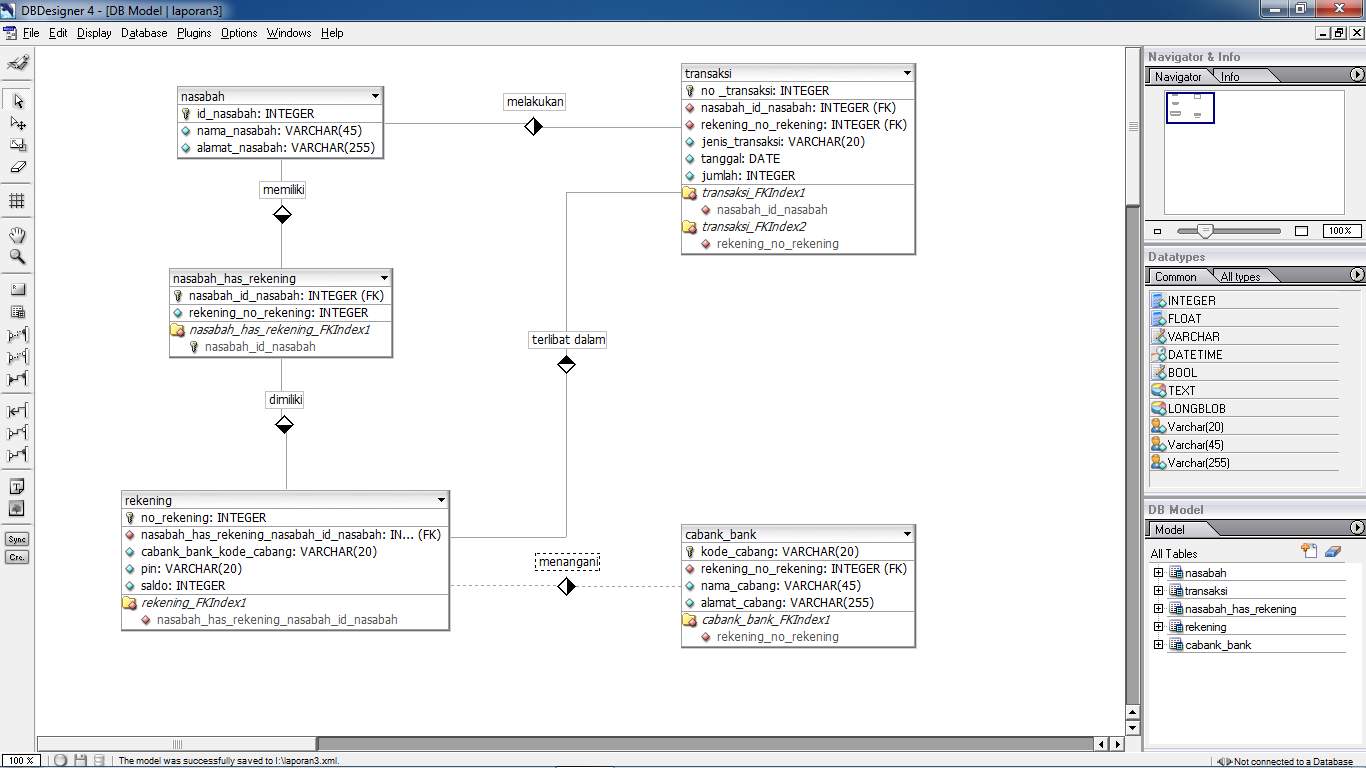 DBDesigner 4 - [DB Model | laporan3]
File Edit Display Database Plugins Options Windows Help
nasabah
id_nasabah: INTEGER
nama_nasabah: VARCHAR(45)
alamat_nasabah: VARCHAR(255)
melakukan
transaksi
no _transaksi: INTEGER
nasabah_id_nasabah: INTEGER (FK)
rekening_no_rekening: INTEGER (FK)
jenis_transaksi: VARCHAR(20)
tanggal: DATE
jumlah: INTEGER
transaksi_FKIndex1
nasabah_id_nasabah
transaksi_FKIndex2
rekening_no_rekening
memiliki
nasabah_has_rekening
nasabah_id_nasabah: INTEGER (FK)
rekening_no_rekening: INTEGER
nasabah_has_rekening_FKIndex1
nasabah_id_nasabah
terlibat dalam
dimiliki
rekening
no_rekening: INTEGER
nasabah_has_rekening_nasabah_id_nasabah: IN... (FK)
cabank_bank_kode_cabang: VARCHAR(20)
pin: VARCHAR(20)
saldo: INTEGER
rekening_FKIndex1
nasabah_has_rekening_nasabah_id_nasabah
menangani
cabank_bank
kode_cabang: VARCHAR(20)
rekening_no_rekening: INTEGER (FK)
nama_cabang: VARCHAR(45)
alamat_cabang: VARCHAR(255)
cabank_bank_FKIndex1
rekening_no_rekening
Sync
Crc.
Navigator & Info
Navigator Info
100%
Datatypes
Common All types
INTEGER
FLOAT
VARCHAR
DATETIME
BOOL
TEXT
LONGBLOB
Varchar(20)
Varchar(45)
Varchar(255)
DB Model
Model
All Tables
nasabah
transaksi
nasabah_has_rekening
rekening
cabank_bank
100 % The model was successfully saved to I:\laporan3.xml. Not connected to a Database